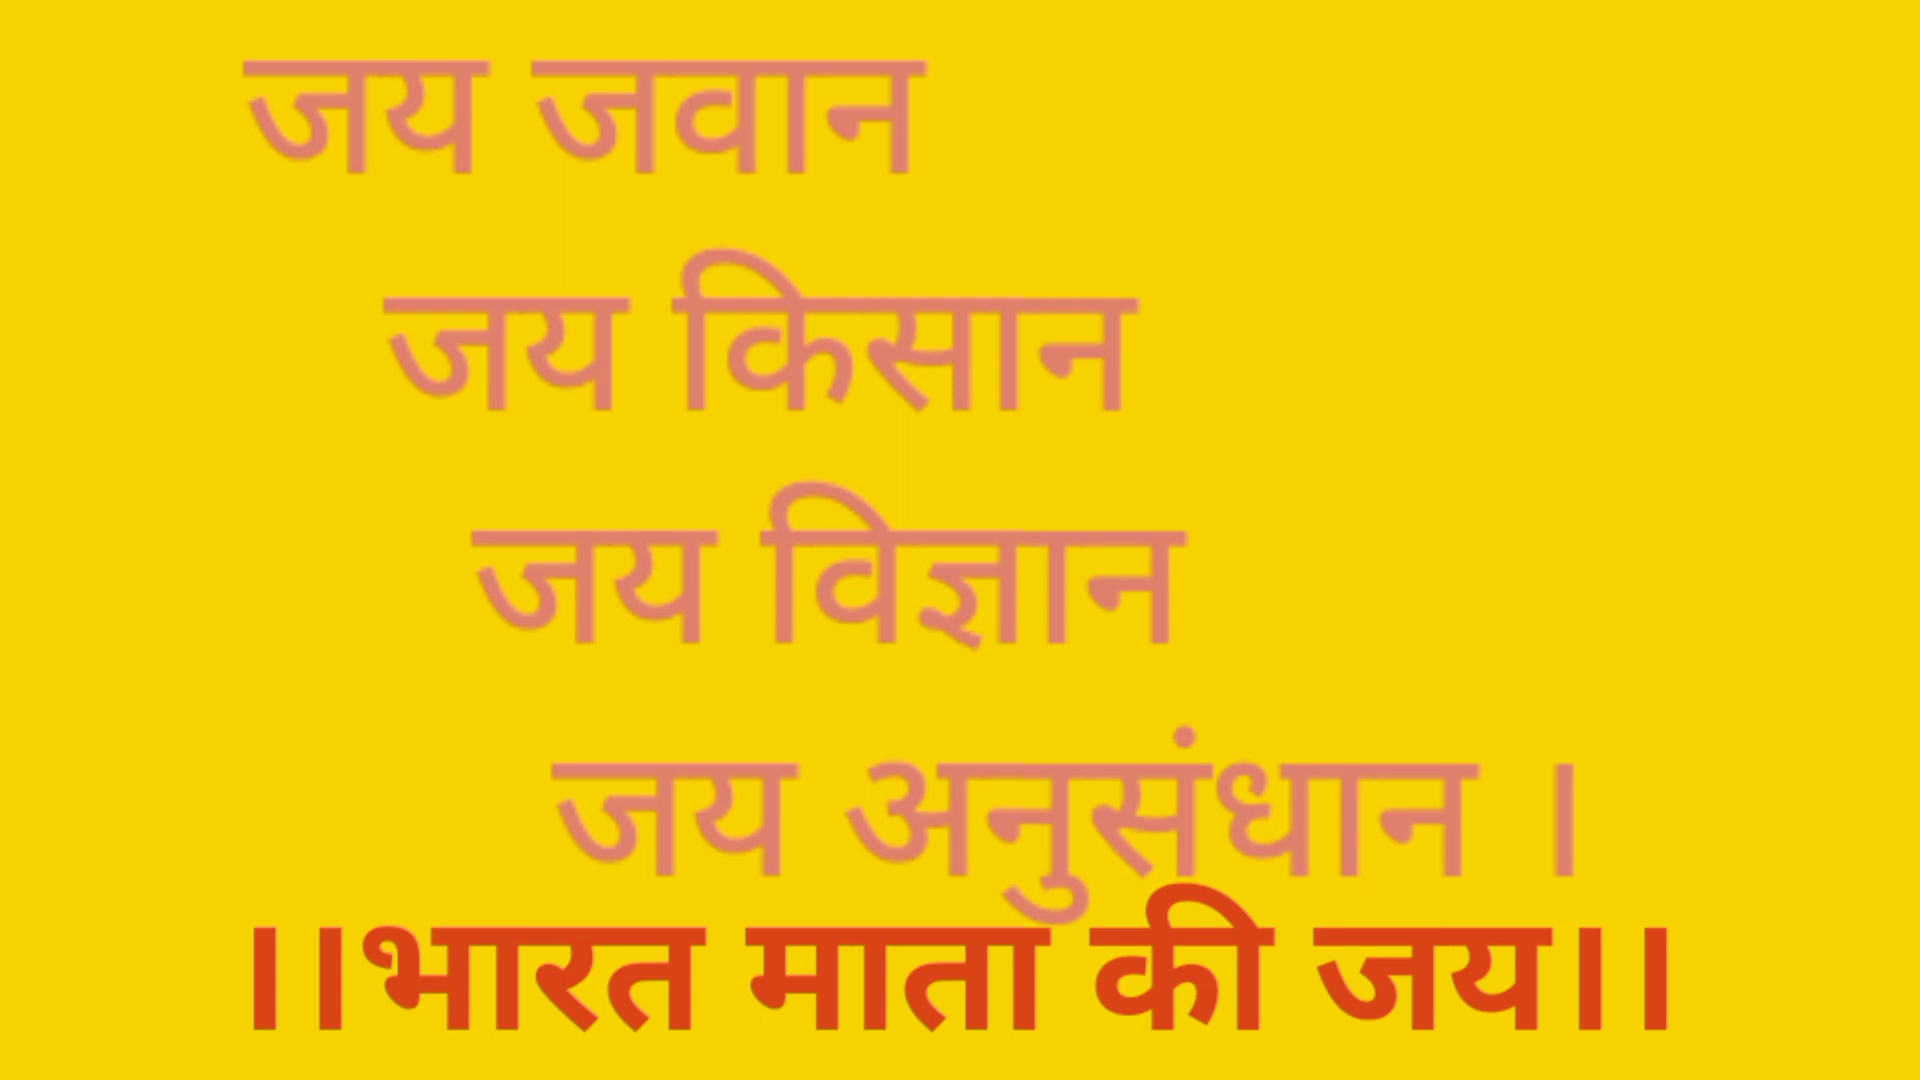 जय जवान
जय किसान
जय विज्ञान
जय अनुसंधान ।
।।भारत माता की जय।।